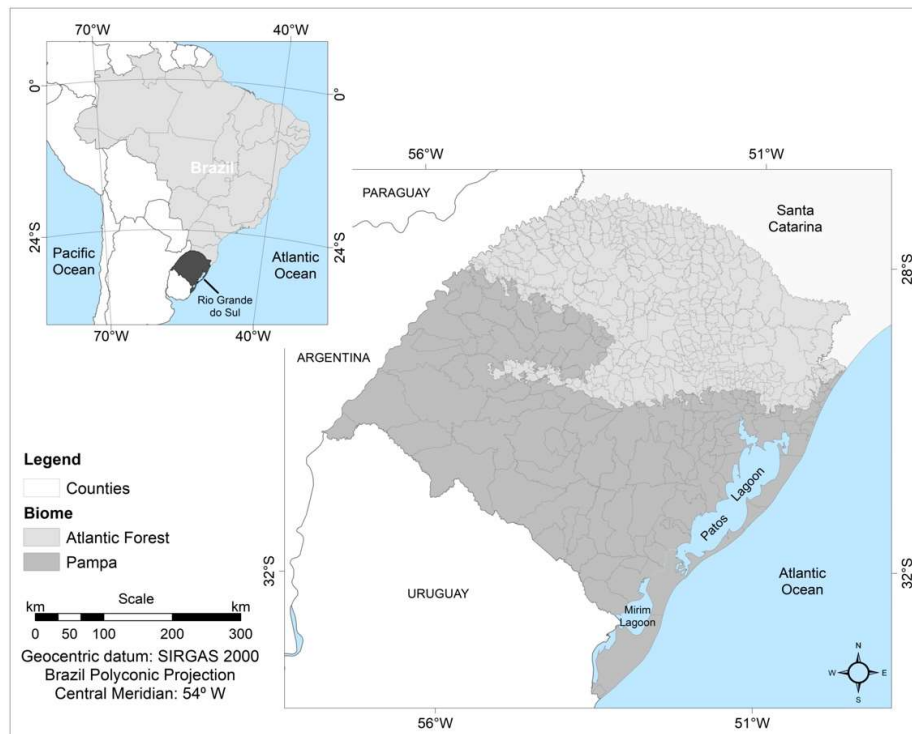 70°W
40°W
0°
0°
Brazil
24°S
24°S
Pacific
Ocean
Atlantic
Ocean
Rio Grande
do Sul
70°W
40°W
56°W
51°W
PARAGUAY
Santa
Catarina
28°S
ARGENTINA
Legend
Counties
Biome
Atlantic Forest
Pampa
Patos Lagoon
32°S
32°S
Scale
km
km
0 50 100 200 300
Geocentric datum: SIRGAS 2000
Brazil Polyconic Projection
Central Meridian: 54º W
URUGUAY
Mirim
Lagoon
Atlantic
Ocean
N
W
E
S
56°W
51°W